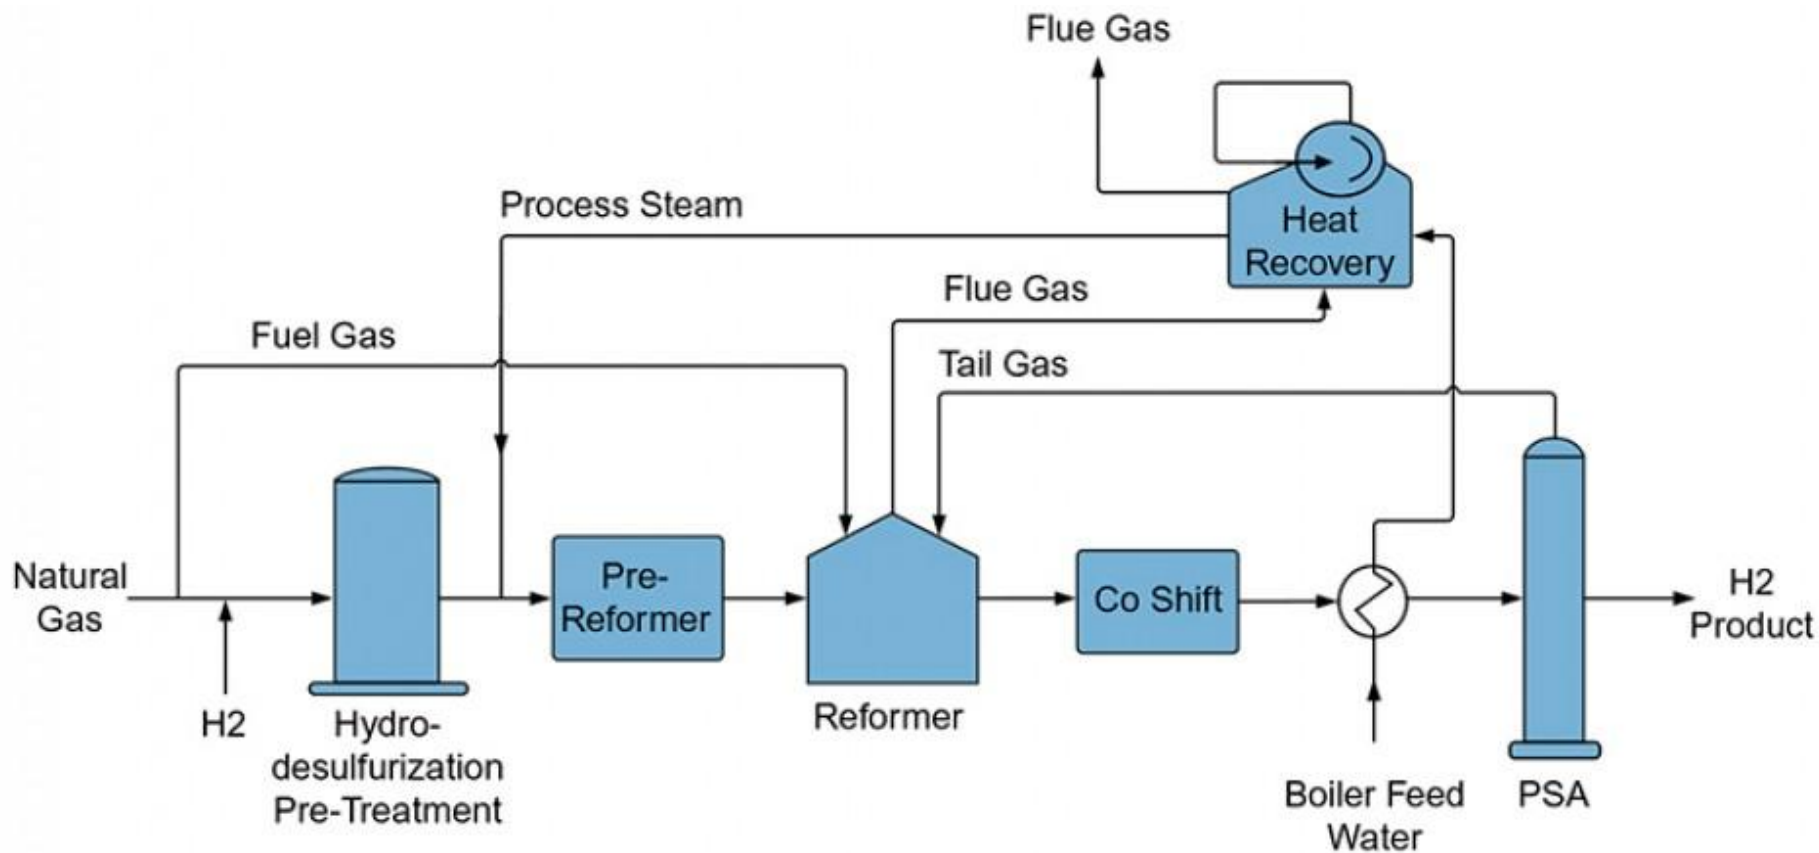 Flue Gas
Process Steam
Heat
Recovery
Flue Gas
Fuel Gas
Tail Gas
Natural
Gas
Pre-
Reformer
Co Shift
H2
Product
H2
Hydro-
desulfurization
Pre-Treatment
Reformer
Boiler Feed
Water
PSA